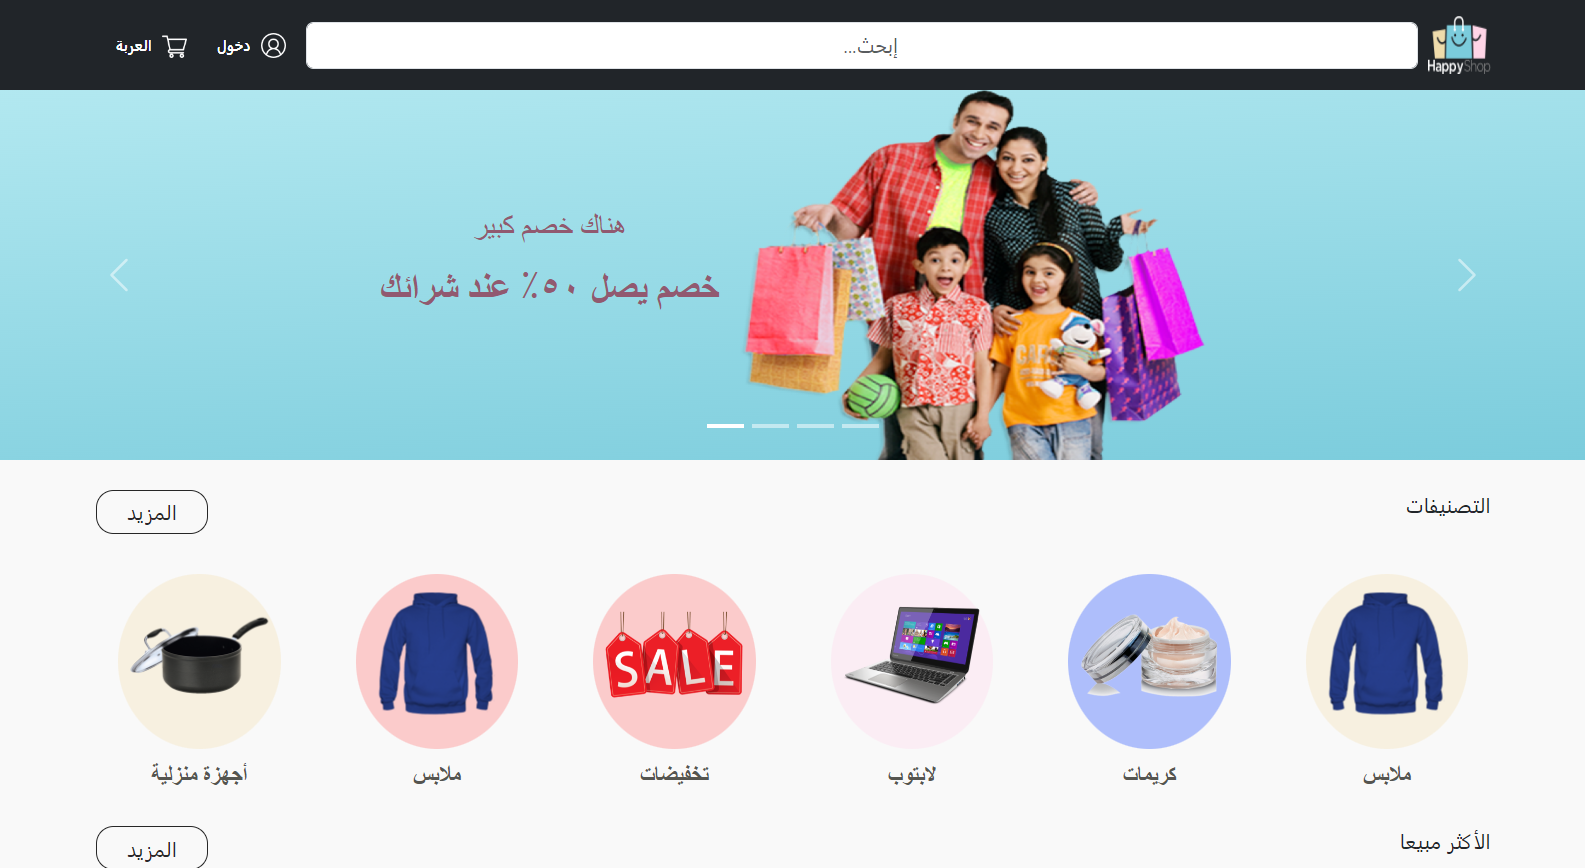 HappyShop
إبحث...
دخول
العربة
هناك خصم كبير
خصم يصل ٥٠٪ عند شرائك
التصنيفات
المزيد
SALE
ملابس
كريمات
لابتوب
تخفيضات
ملابس
أجهزة منزلية
الأكثر مبيعا
المزيد